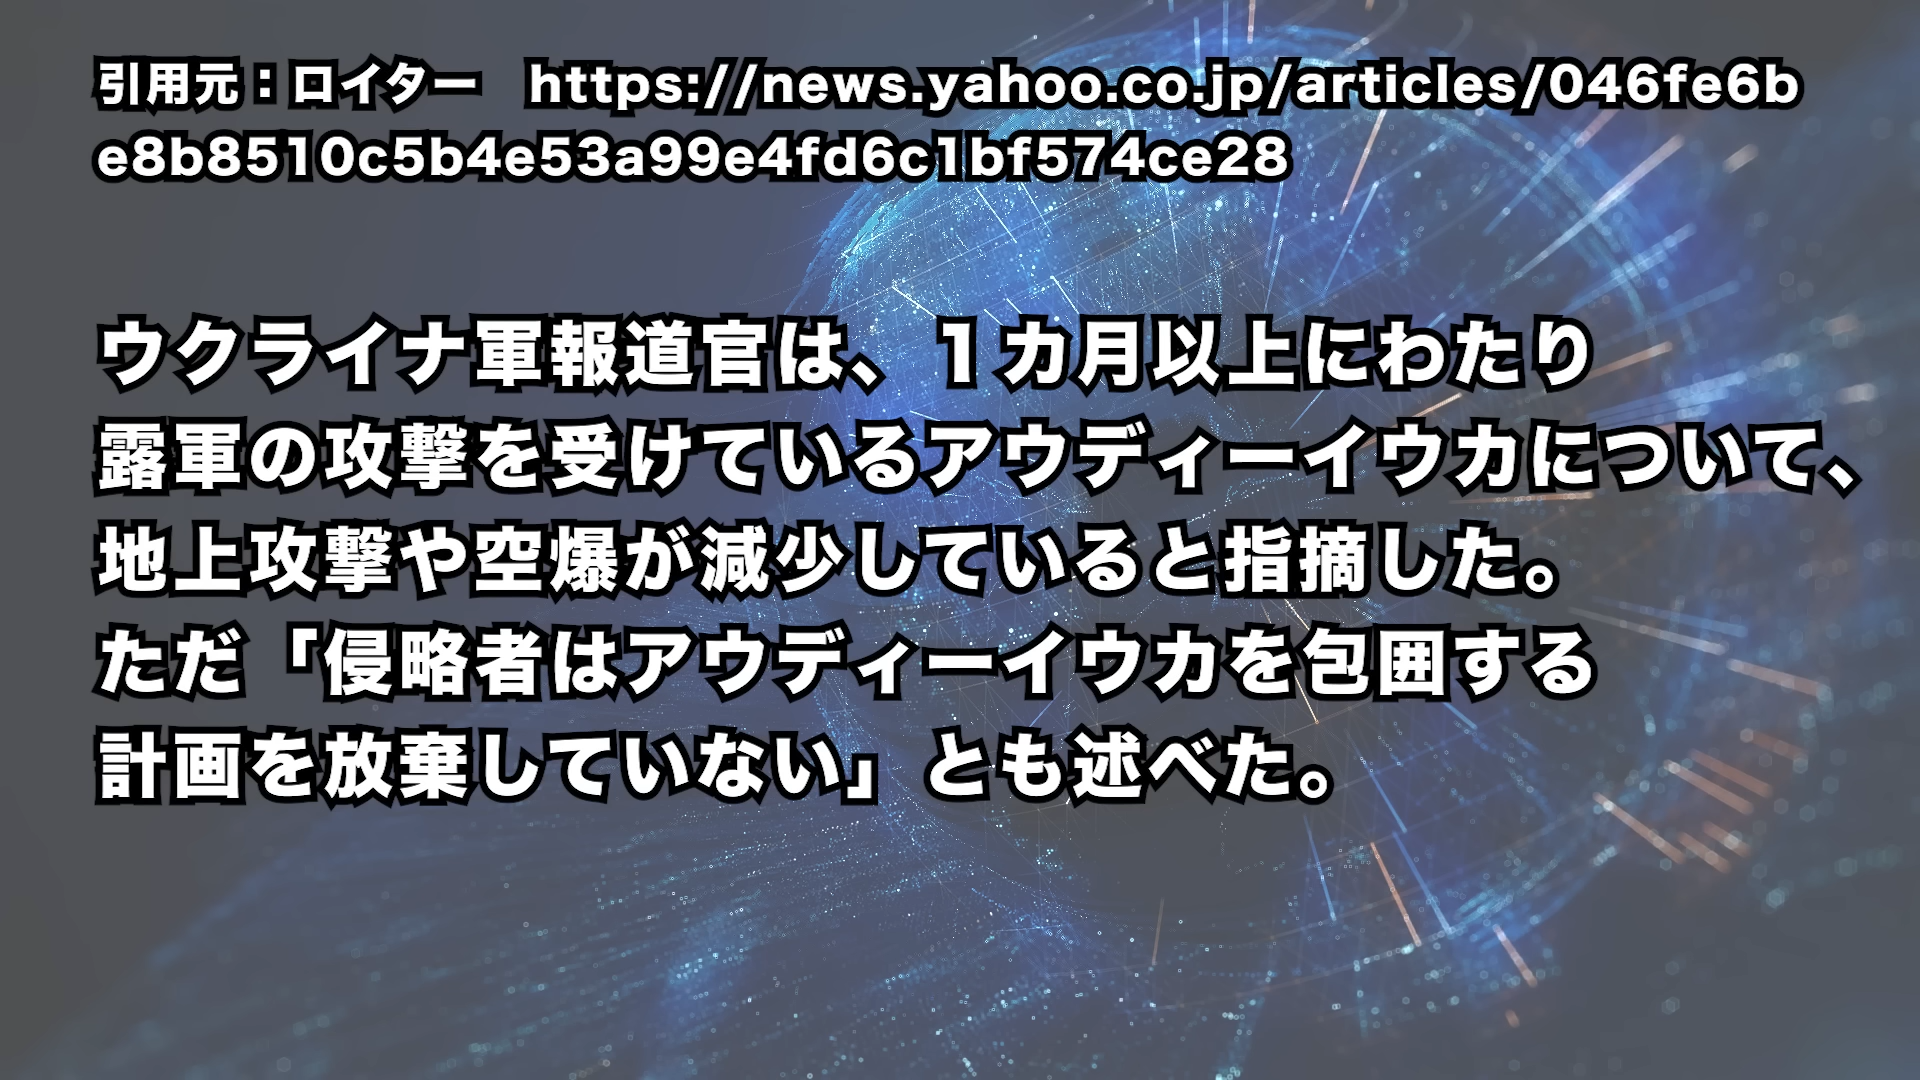 引用元：ロイター　https://news.yahoo.co.jp/articles/046fe6b
e8b8510c5b4e53a99e4fd6c1bf574ce28
ウクライナ軍報道官は、１カ月以上にわたり
露軍の攻撃を受けているアウディーイウカについて、
地上攻撃や空爆が減少していると指摘した。
ただ「侵略者はアウディーイウカを包囲する
計画を放棄していない」とも述べた。